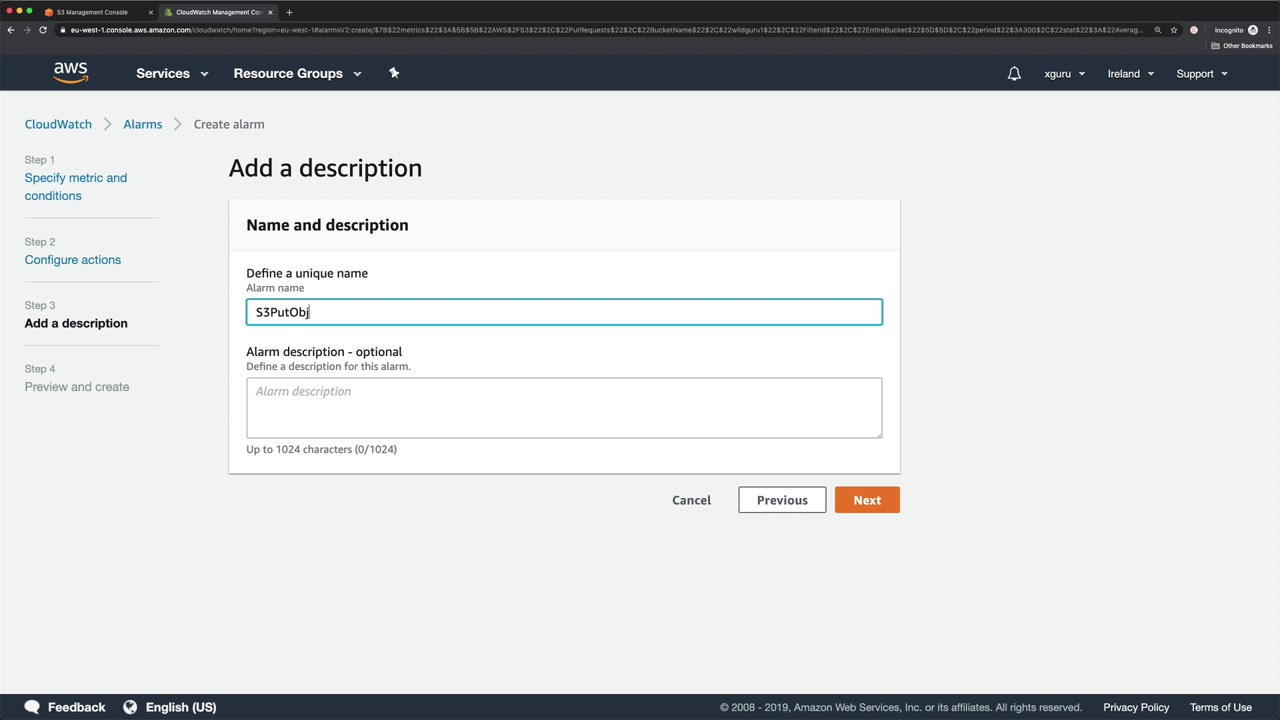 S3 Management Console
CloudWatch Management Con
eu-west-1.console.aws.amazon.com/cloudwatch/home?region=eu-west-1#alarmsV2:create/$7B$22metrics$22$3A$5B$5B$22AWS$2FS3$22$2C$22PutRequests$22$2C$22BucketName$22$2C$22wildguru1$22$2C$22FilterId$22$2C$22EntireBucket$22$5D$5D$2C$22period$22$3A300$2C$22stat$22$3A$22Averag...
Incognito
Other Bookmarks
aws Services Resource Groups xguru Ireland Support
CloudWatch Alarms Create alarm
Step 1
Specify metric and
conditions
Step 2
Configure actions
Step 3
Add a description
Step 4
Preview and create
Add a description
Name and description
Define a unique name
Alarm name
S3PutObj
Alarm description - optional
Define a description for this alarm.
Alarm description
Up to 1024 characters (0/1024)
Cancel Previous Next
Feedback English (US) © 2008 - 2019, Amazon Web Services, Inc. or its affiliates. All rights reserved. Privacy Policy Terms of Use